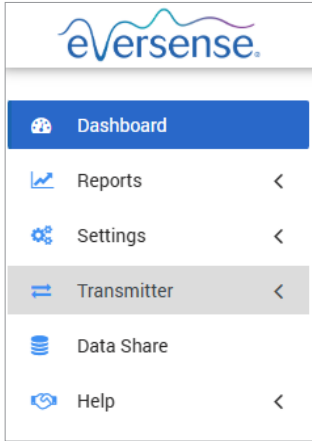 eversense®
Dashboard
Reports
Settings
Transmitter
Data Share
Help